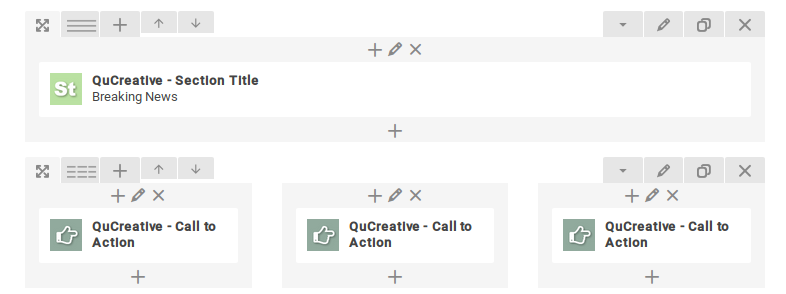 St
QuCreative - Section Title
Breaking News
QuCreative - Call to
Action
QuCreative - Call to
Action
QuCreative - Call to
Action